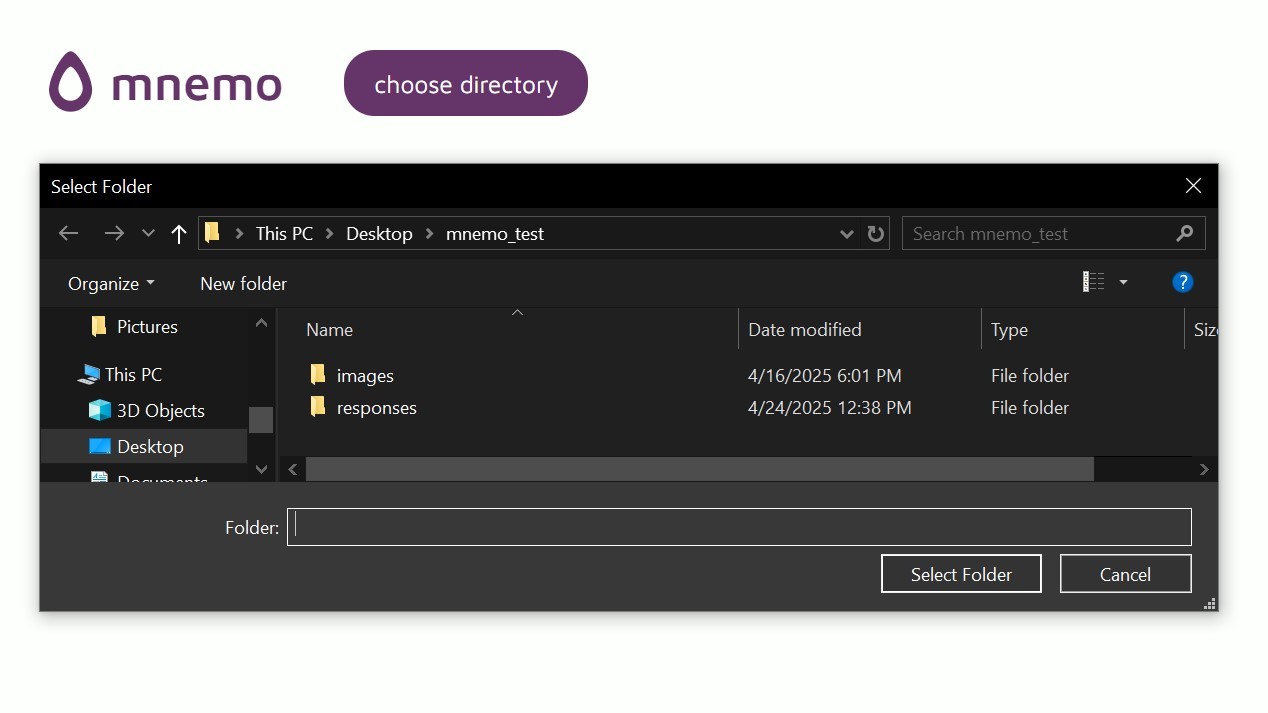 mnemo
choose directory
Select Folder
This PC > Desktop > mnemo_test
Search mnemo_test
Organize
New folder
?
Pictures
This PC
3D Objects
Desktop
Documents
Name Date modified Type Size
images 4/16/2025 6:01 PM File folder
responses 4/24/2025 12:38 PM File folder
Folder:
Select Folder Cancel